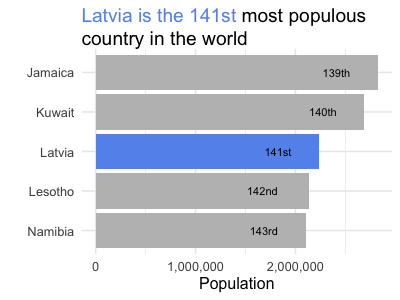 Latvia is the 141st most populous
country in the world
Jamaica 139th
Kuwait 140th
Latvia 141st
Lesotho 142nd
Namibia 143rd
0 1,000,000 2,000,000
Population